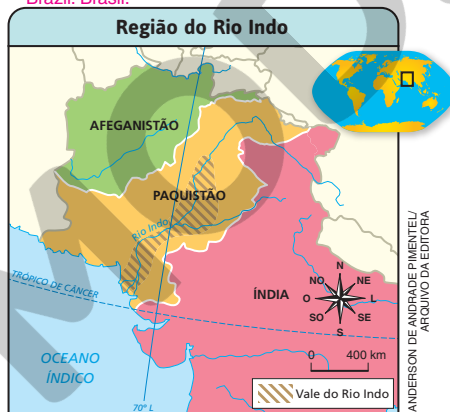 Brazil. Brasil.
Região do Rio Indo
AFEGANISTÃO
PAQUISTÃO
Rio Indo
TRÓPICO DE CÂNCER
ÍNDIA
N
NO NE
O L
SO SE
S
0 400 km
OCEANO
ÍNDICO
70° L
Vale do Rio Indo
ANDERSON DE ANDRADE PIMENTEL/
ARQUIVO DA EDITORA